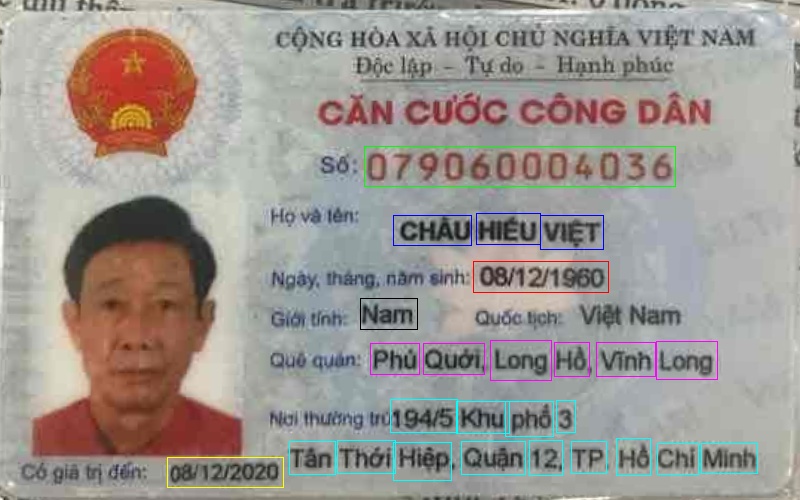 CỘNG HÒA XÃ HỘI CHỦ NGHĨA VIỆT NAM
Độc lập – Tự do – Hạnh phúc
CĂN CƯỚC CÔNG DÂN
Số: 079060004036
Họ và tên: CHÂU HIẾU VIỆT
Ngày, tháng, năm sinh: 08/12/1960
Giới tính: Nam Quốc tịch: Việt Nam
Quê quán: Phú Quới, Long Hồ, Vĩnh Long
Nơi thường trú: 194/5 Khu phố 3
Tân Thới Hiệp, Quận 12, TP. Hồ Chí Minh
Có giá trị đến: 08/12/2020